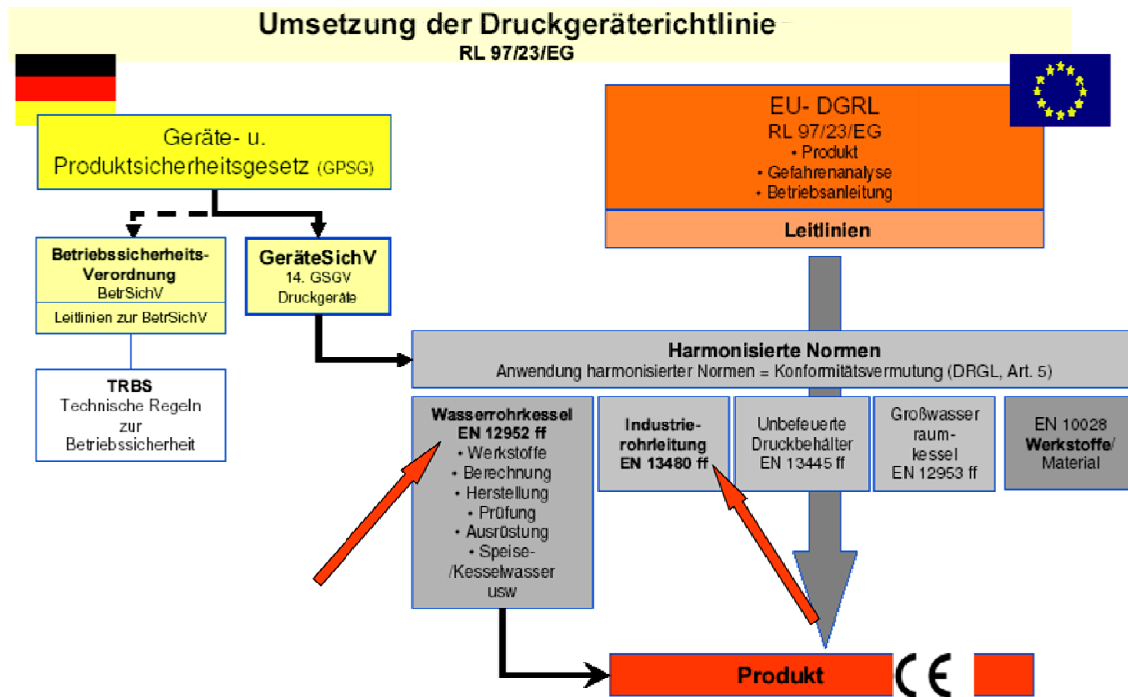 Umsetzung der Druckgeräterichtlinie
RL 97/23/EG
Geräte- u.
Produktsicherheitsgesetz (GPSG)
Betriebssicherheits-
Verordnung
BetrSichV
Leitlinien zur BetrSichV
TRBS
Technische Regeln
zur
Betriebssicherheit
GeräteSichV
14. GSGV
Druckgeräte
EU- DGRL
RL 97/23/EG
• Produkt
• Gefahrenanalyse
• Betriebsanleitung
Leitlinien
Harmonisierte Normen
Anwendung harmonisierter Normen = Konformitätsvermutung (DRGL, Art. 5)
Wasserrohrkessel
EN 12952 ff
• Werkstoffe
• Berechnung
• Herstellung
• Prüfung
• Ausrüstung
• Speise-
/Kesselwasser
usw
Industrie-
rohrleitung
EN 13480 ff
Unbefeuerte
Druckbehälter
EN 13445 ff
Großwasser
raum-
kessel
EN 12953 ff
EN 10028
Werkstoffe/
Material
Produkt CE